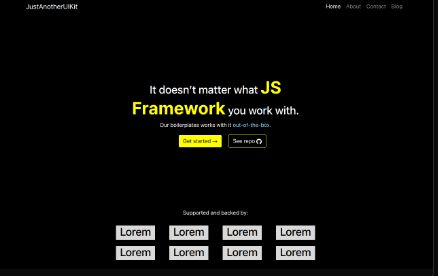 JustAnotherUIKit
Home About Contact Blog
It doesn't matter what JS
Framework you work with.
Our boilerplates works with it out-of-the-box.
Get started → See repo
Supported and backed by:
Lorem Lorem Lorem Lorem
Lorem Lorem Lorem Lorem